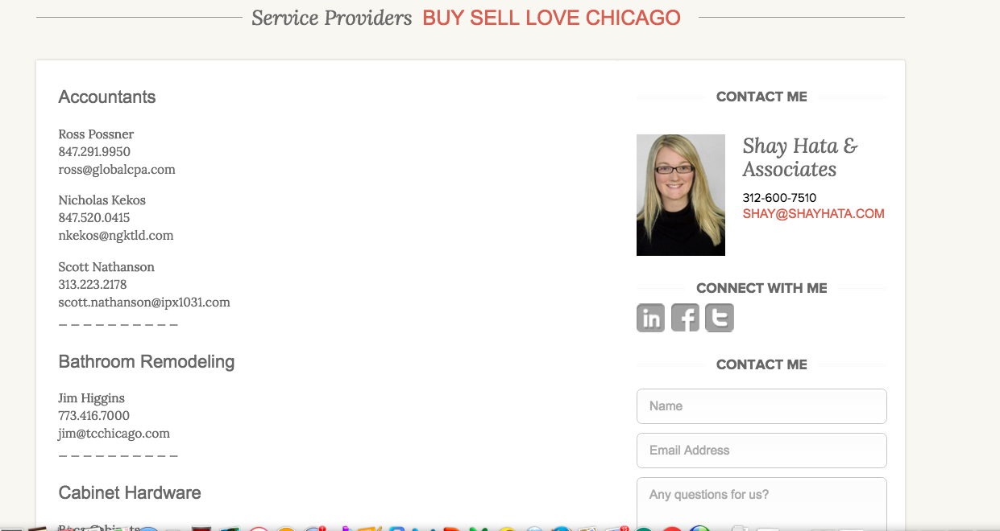 Service Providers BUY SELL LOVE CHICAGO
Accountants
Ross Possner
847.291.9950
ross@globalcpa.com
Nicholas Kekos
847.520.0415
nkekos@ngktld.com
Scott Nathanson
313.223.2178
scott.nathanson@ipx1031.com
_ _ _ _ _ _ _ _ _ _
Bathroom Remodeling
Jim Higgins
773.416.7000
jim@tcchicago.com
_ _ _ _ _ _ _ _ _ _
Cabinet Hardware
CONTACT ME
Shay Hata &
Associates
312-600-7510
SHAY@SHAYHATA.COM
CONNECT WITH ME
in f t
CONTACT ME
Name
Email Address
Any questions for us?